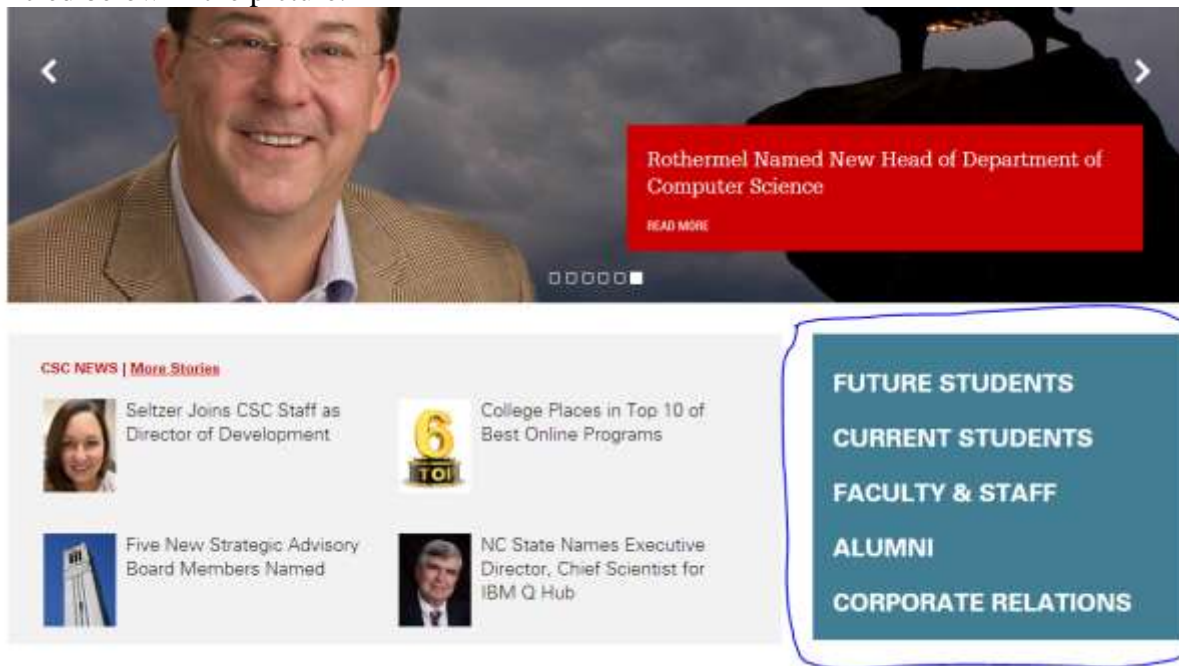 Rothermel Named New Head of Department of
Computer Science
READ MORE
CSC NEWS | More Stories
Seltzer Joins CSC Staff as
Director of Development
College Places in Top 10 of
Best Online Programs
6
TOP
Five New Strategic Advisory
Board Members Named
NC State Names Executive
Director, Chief Scientist for
IBM Q Hub
FUTURE STUDENTS
CURRENT STUDENTS
FACULTY & STAFF
ALUMNI
CORPORATE RELATIONS